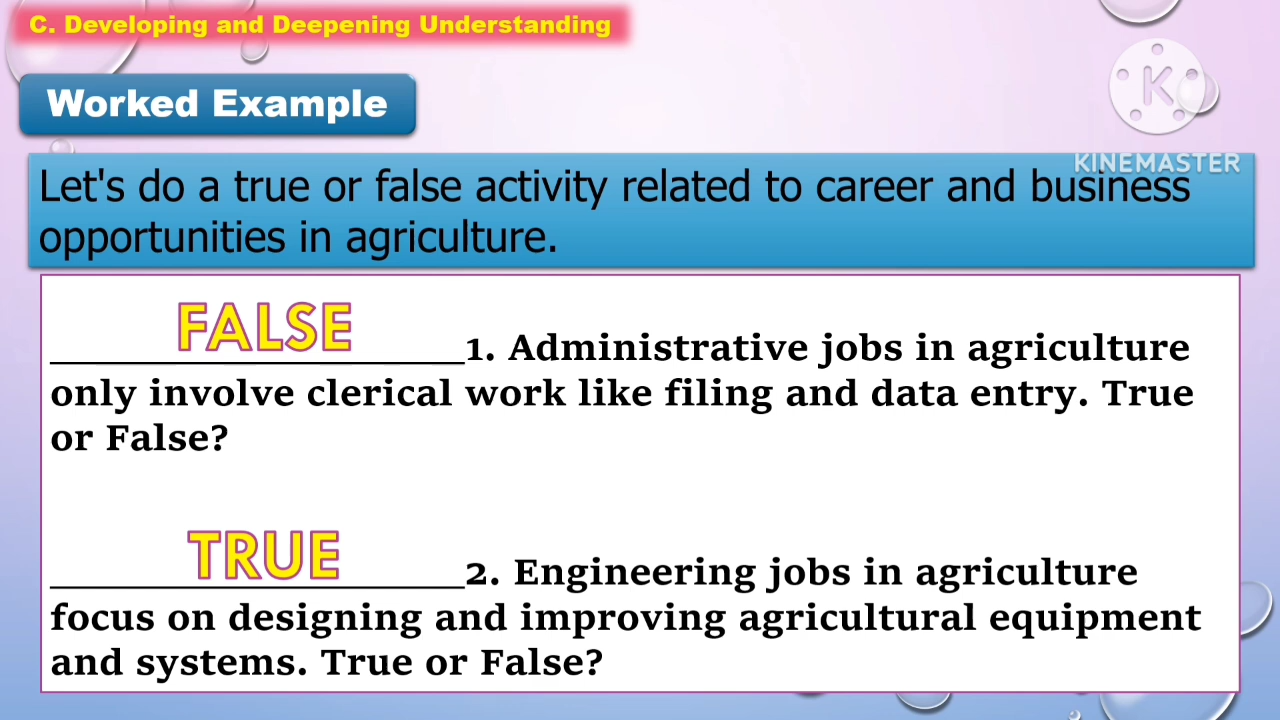 C. Developing and Deepening Understanding
Worked Example
K
KINEMASTER
Let's do a true or false activity related to career and business
opportunities in agriculture.
FALSE
____________________1. Administrative jobs in agriculture
only involve clerical work like filing and data entry. True
or False?
TRUE
____________________2. Engineering jobs in agriculture
focus on designing and improving agricultural equipment
and systems. True or False?